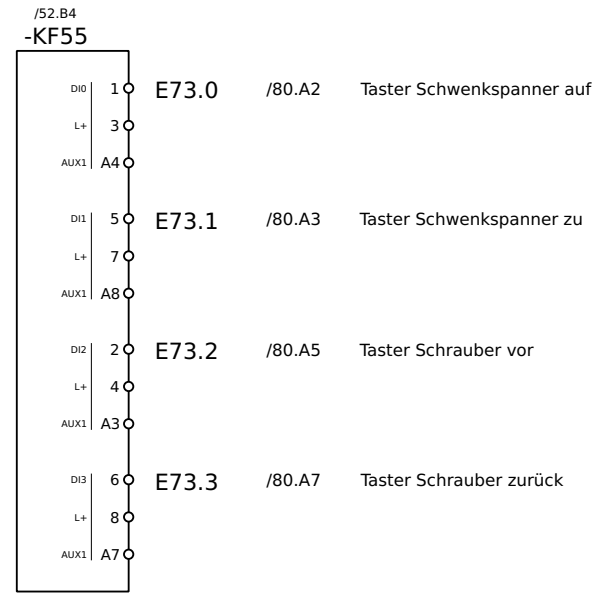 /52.B4
-KF55
DI0 1 E73.0 /80.A2 Taster Schwenkspanner auf
L+ 3
AUX1 A4
DI1 5 E73.1 /80.A3 Taster Schwenkspanner zu
L+ 7
AUX1 A8
DI2 2 E73.2 /80.A5 Taster Schrauber vor
L+ 4
AUX1 A3
DI3 6 E73.3 /80.A7 Taster Schrauber zurück
L+ 8
AUX1 A7